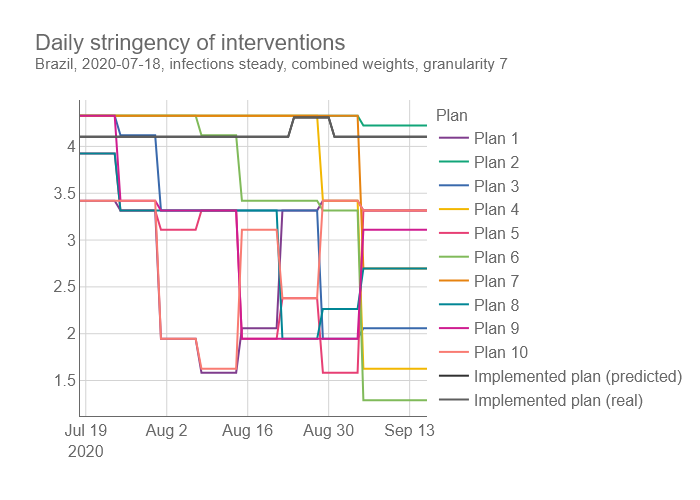 Daily stringency of interventions
Brazil, 2020-07-18, infections steady, combined weights, granularity 7
Plan
Plan 1
Plan 2
Plan 3
Plan 4
Plan 5
Plan 6
Plan 7
Plan 8
Plan 9
Plan 10
Implemented plan (predicted)
Implemented plan (real)
4
3.5
3
2.5
2
1.5
Jul 19 Aug 2 Aug 16 Aug 30 Sep 13
2020